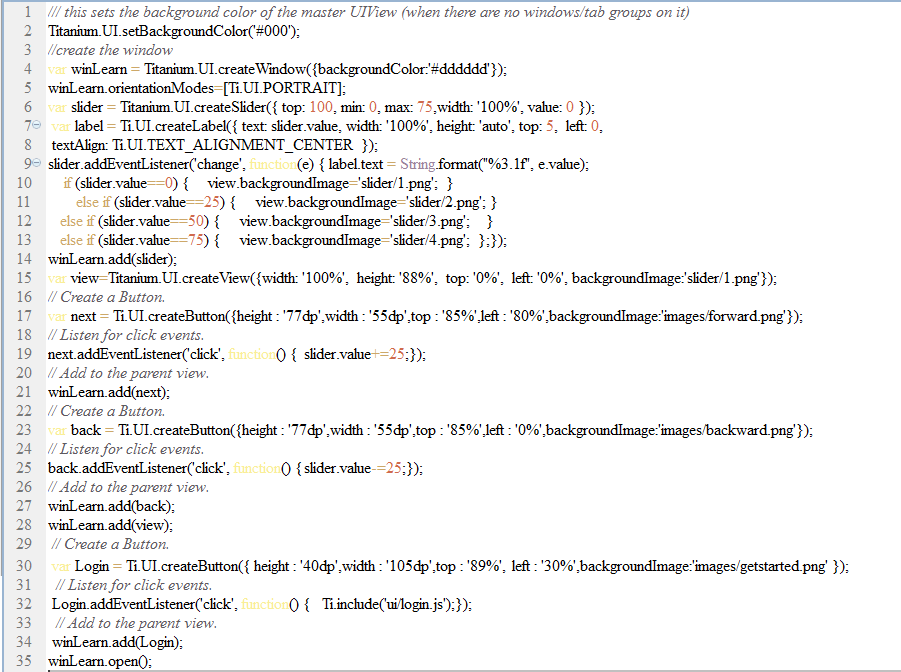 1 /// this sets the background color of the master UIView (when there are no windows/tab groups on it)
2 Titanium.UI.setBackgroundColor('#000');
3 //create the window
4 var winLearn = Titanium.UI.createWindow({backgroundColor:'#dddddd'});
5 winLearn.orientationModes=[Ti.UI.PORTRAIT];
6 var slider = Titanium.UI.createSlider({ top: 100, min: 0, max: 75,width: '100%', value: 0 });
7 var label = Ti.UI.createLabel({ text: slider.value, width: '100%', height: 'auto', top: 5, left: 0,
8 textAlign: Ti.UI.TEXT_ALIGNMENT_CENTER });
9 slider.addEventListener('change', function(e) { label.text = String.format("%3.1f", e.value);
10 if (slider.value==0) { view.backgroundImage='slider/1.png'; }
11 else if (slider.value==25) { view.backgroundImage='slider/2.png'; }
12 else if (slider.value==50) { view.backgroundImage='slider/3.png'; }
13 else if (slider.value==75) { view.backgroundImage='slider/4.png'; };});
14 winLearn.add(slider);
15 var view=Titanium.UI.createView({width: '100%', height: '88%', top: '0%', left: '0%', backgroundImage:'slider/1.png'});
16 // Create a Button.
17 var next = Ti.UI.createButton({height : '77dp',width : '55dp',top : '85%',left : '80%',backgroundImage:'images/forward.png'});
18 // Listen for click events.
19 next.addEventListener('click', function() { slider.value+=25;});
20 // Add to the parent view.
21 winLearn.add(next);
22 // Create a Button.
23 var back = Ti.UI.createButton({height : '77dp',width : '55dp',top : '85%',left : '0%',backgroundImage:'images/backward.png'});
24 // Listen for click events.
25 back.addEventListener('click', function() {slider.value-=25;});
26 // Add to the parent view.
27 winLearn.add(back);
28 winLearn.add(view);
29 // Create a Button.
30 var Login = Ti.UI.createButton({ height : '40dp',width : '105dp',top : '89%', left : '30%',backgroundImage:'images/getstarted.png' });
31 // Listen for click events.
32 Login.addEventListener('click', function() { Ti.include('ui/login.js');});
33 // Add to the parent view.
34 winLearn.add(Login);
35 winLearn.open();